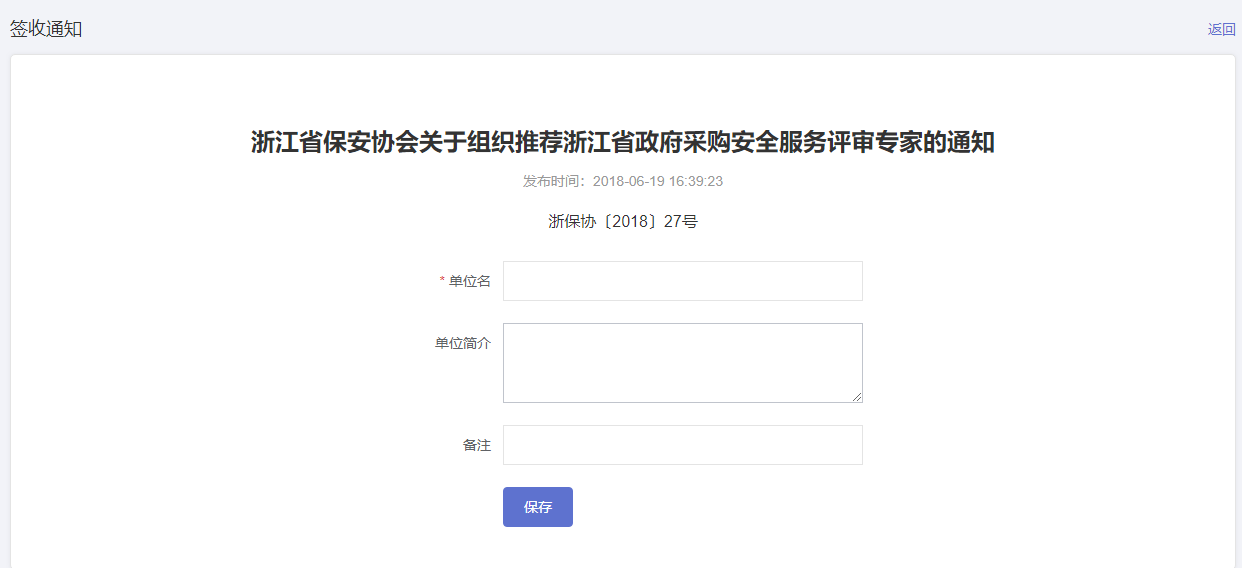 签收通知
返回
浙江省保安协会关于组织推荐浙江省政府采购安全服务评审专家的通知
发布时间：2018-06-19 16:39:23
浙保协〔2018〕27号
* 单位名
单位简介
备注
保存